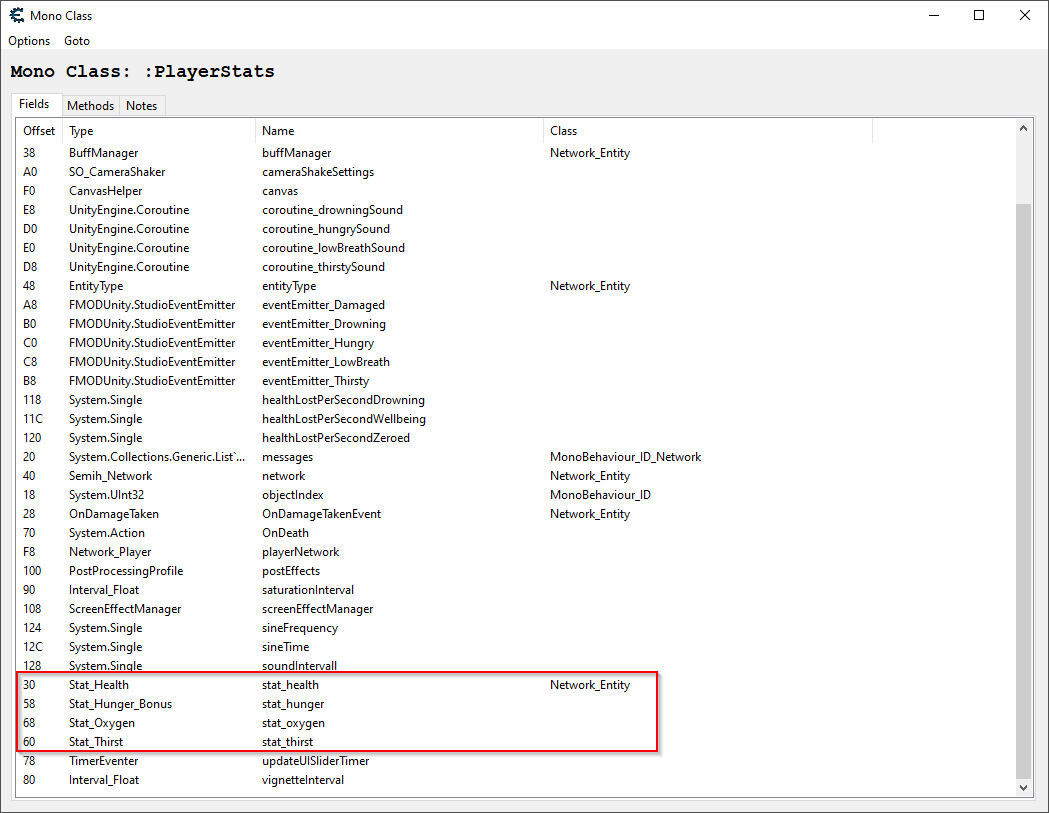 Mono Class
Options Goto
Mono Class: :PlayerStats
Fields Methods Notes
Offset Type Name Class
38 BuffManager buffManager Network_Entity
A0 SO_CameraShaker cameraShakeSettings
F0 CanvasHelper canvas
E8 UnityEngine.Coroutine coroutine_drowningSound
D0 UnityEngine.Coroutine coroutine_hungrySound
E0 UnityEngine.Coroutine coroutine_lowBreathSound
D8 UnityEngine.Coroutine coroutine_thirstySound
48 EntityType entityType Network_Entity
A8 FMODUnity.StudioEventEmitter eventEmitter_Damaged
B0 FMODUnity.StudioEventEmitter eventEmitter_Drowning
C0 FMODUnity.StudioEventEmitter eventEmitter_Hungry
C8 FMODUnity.StudioEventEmitter eventEmitter_LowBreath
B8 FMODUnity.StudioEventEmitter eventEmitter_Thirsty
118 System.Single healthLostPerSecondDrowning
11C System.Single healthLostPerSecondWellbeing
120 System.Single healthLostPerSecondZeroed
20 System.Collections.Generic.List`... messages MonoBehaviour_ID_Network
40 Semih_Network network Network_Entity
18 System.UInt32 objectIndex MonoBehaviour_ID
28 OnDamageTaken OnDamageTakenEvent Network_Entity
70 System.Action OnDeath
F8 Network_Player playerNetwork
100 PostProcessingProfile postEffects
90 Interval_Float saturationInterval
108 ScreenEffectManager screenEffectManager
124 System.Single sineFrequency
12C System.Single sineTime
128 System.Single soundIntervall
30 Stat_Health stat_health Network_Entity
58 Stat_Hunger_Bonus stat_hunger
68 Stat_Oxygen stat_oxygen
60 Stat_Thirst stat_thirst
78 TimerEventer updateUISliderTimer
80 Interval_Float vignetteInterval